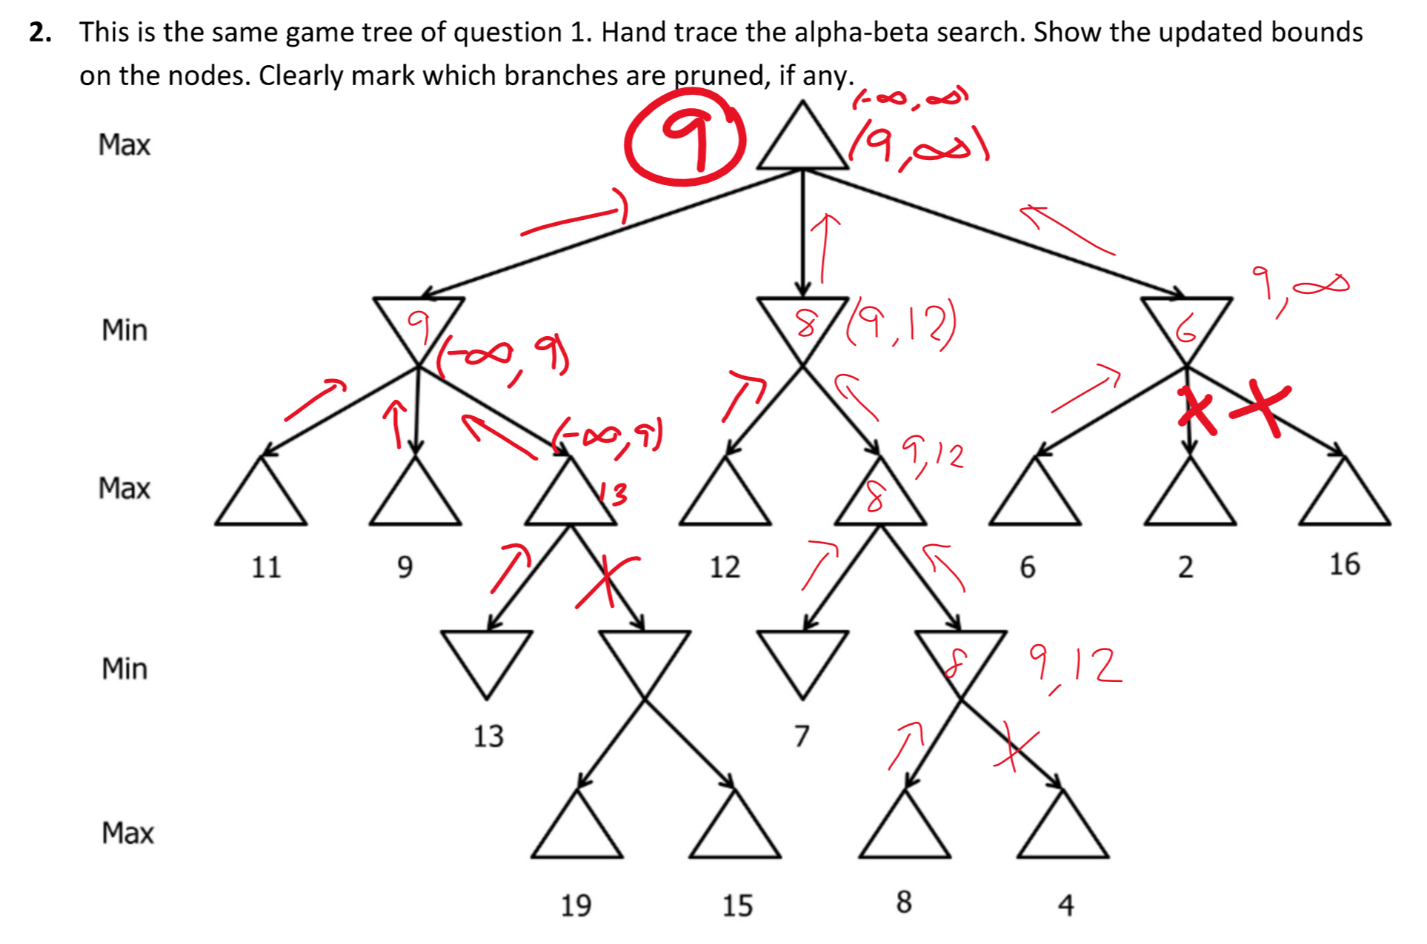 2. This is the same game tree of question 1. Hand trace the alpha-beta search. Show the updated bounds
on the nodes. Clearly mark which branches are pruned, if any.
(-∞, ∞)
Max 9 (9, ∞)
9, ∞
Min 9 8 (9, 12) 6
(-∞, 9)
(-∞, 9) 9, 12
Max 13 8
11 9 12 6 2 16
Min 8 9, 12
13 7
Max
19 15 8 4